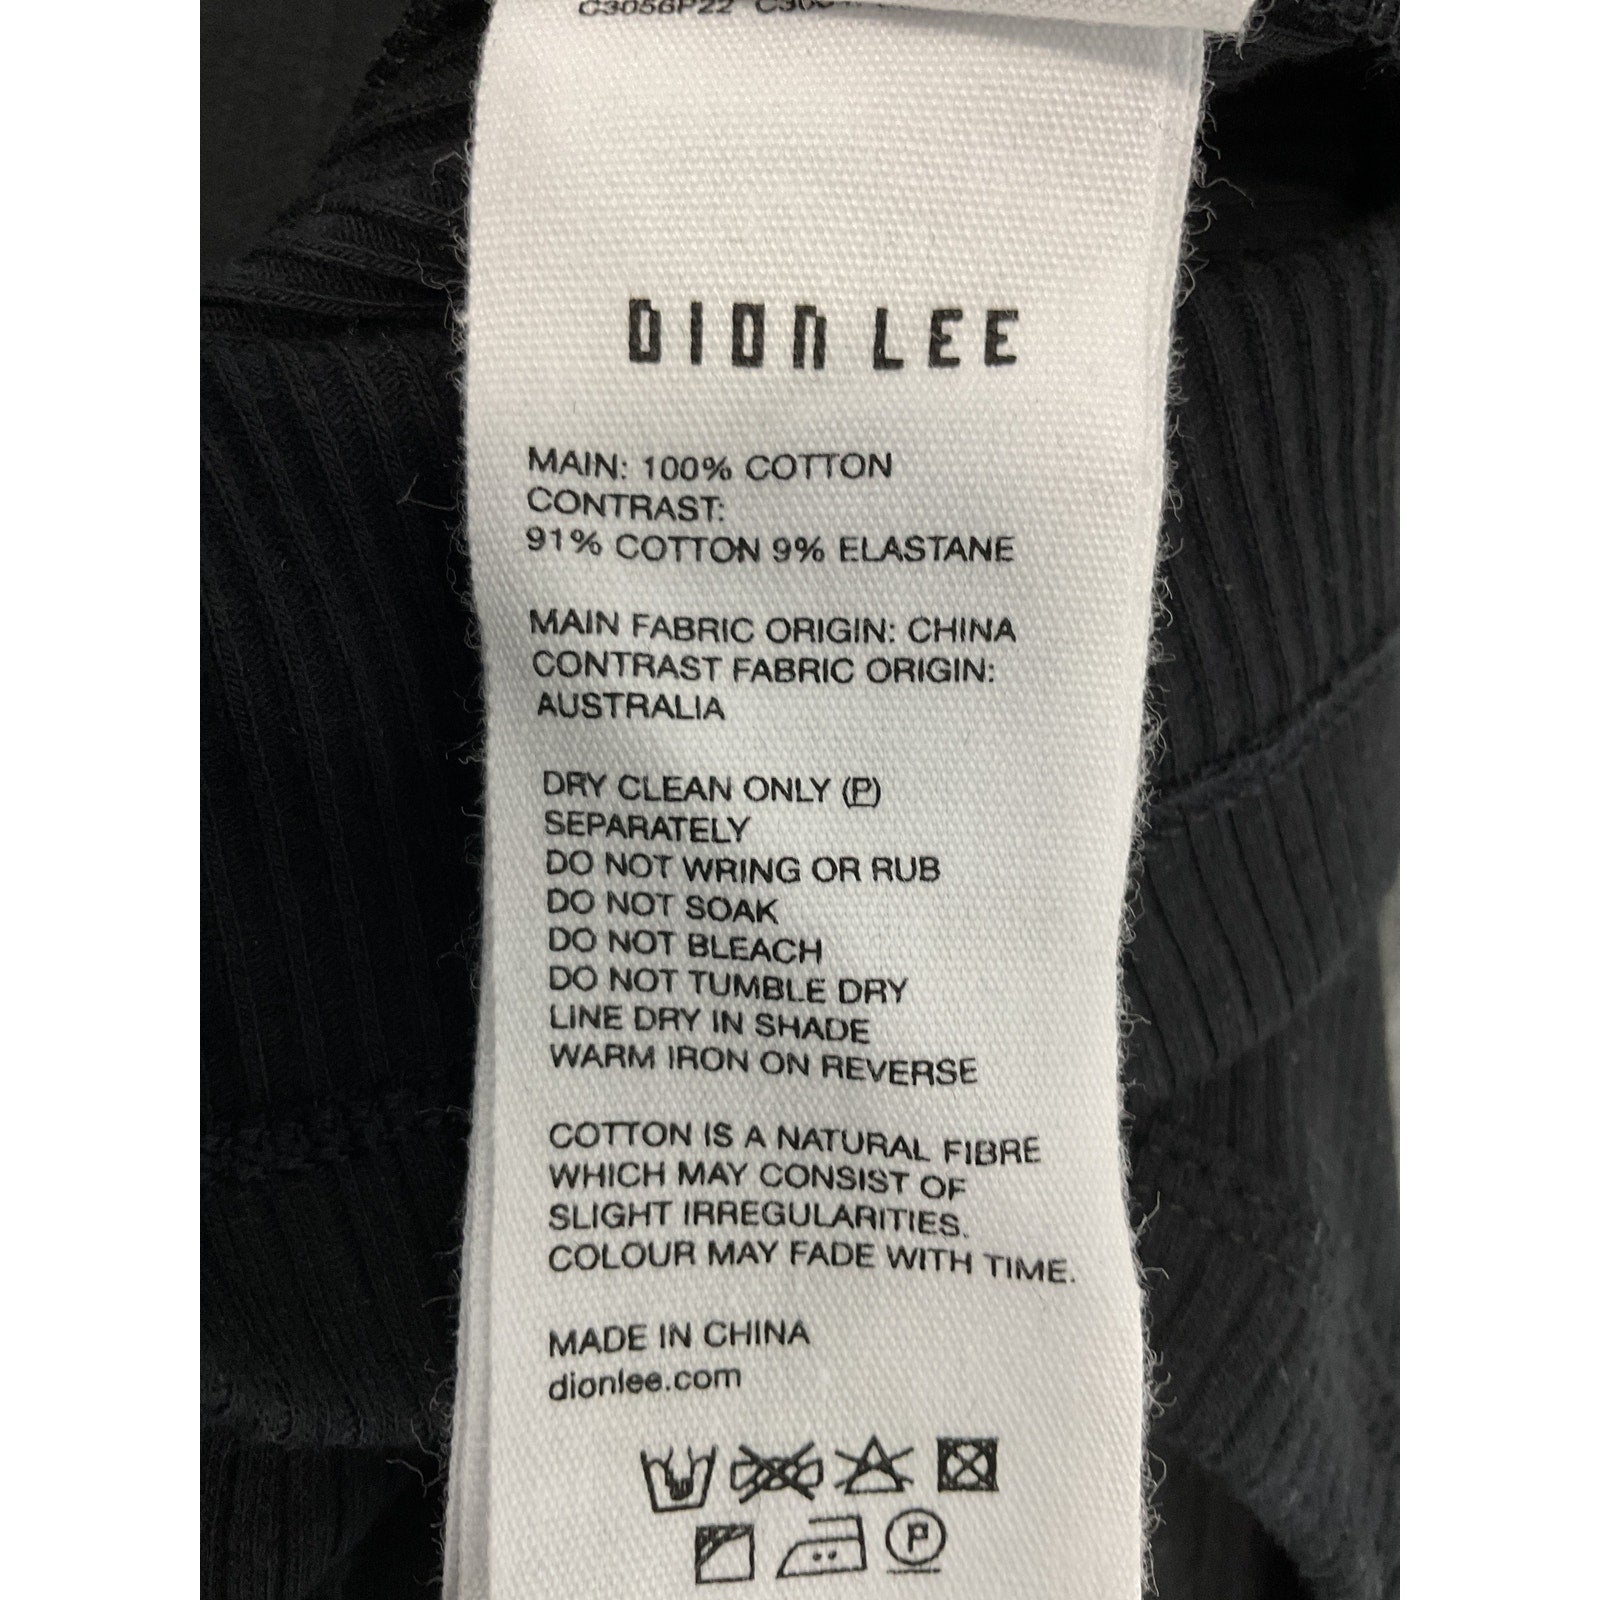 C3056P22
DION LEE
MAIN: 100% COTTON
CONTRAST:
91% COTTON 9% ELASTANE
MAIN FABRIC ORIGIN: CHINA
CONTRAST FABRIC ORIGIN:
AUSTRALIA
DRY CLEAN ONLY (P)
SEPARATELY
DO NOT WRING OR RUB
DO NOT SOAK
DO NOT BLEACH
DO NOT TUMBLE DRY
LINE DRY IN SHADE
WARM IRON ON REVERSE
COTTON IS A NATURAL FIBRE
WHICH MAY CONSIST OF
SLIGHT IRREGULARITIES.
COLOUR MAY FADE WITH TIME.
MADE IN CHINA
dionlee.com
P